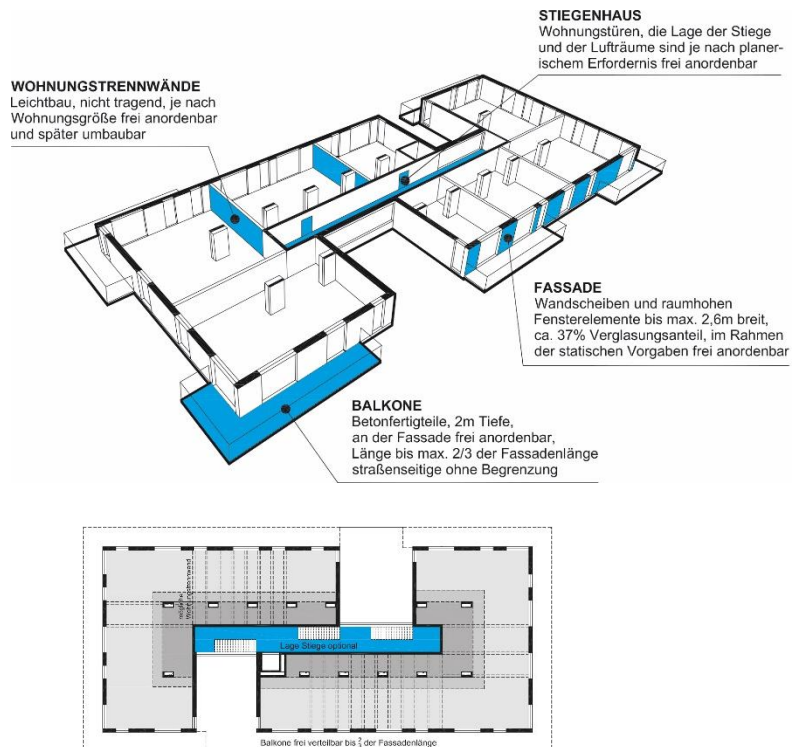 STIEGENHAUS
Wohnungstüren, die Lage der Stiege
und der Lufträume sind je nach planer-
ischem Erfordernis frei anordenbar
WOHNUNGSTRENNWÄNDE
Leichtbau, nicht tragend, je nach
Wohnungsgröße frei anordenbar
und später umbaubar
FASSADE
Wandscheiben und raumhohen
Fensterelemente bis max. 2,6m breit,
ca. 37% Verglasungsanteil, im Rahmen
der statischen Vorgaben frei anordenbar
BALKONE
Betonfertigteile, 2m Tiefe,
an der Fassade frei anordenbar,
Länge bis max. 2/3 der Fassadenlänge
straßenseitige ohne Begrenzung
mögliche
Wohnungstrennwand
Lage Stiege optional
Balkone frei verteilbar bis 2/3 der Fassadenlänge